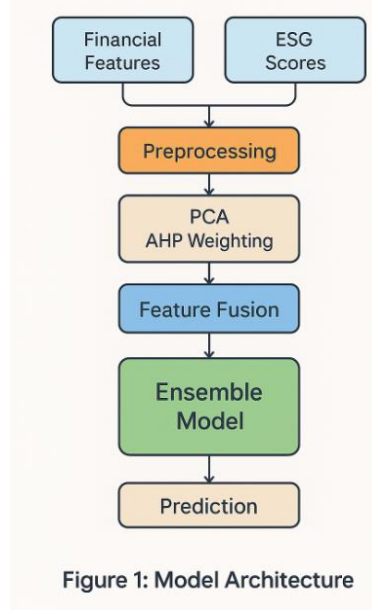 Financial
Features
ESG
Scores
Preprocessing
PCA
AHP Weighting
Feature Fusion
Ensemble
Model
Prediction
Figure 1: Model Architecture